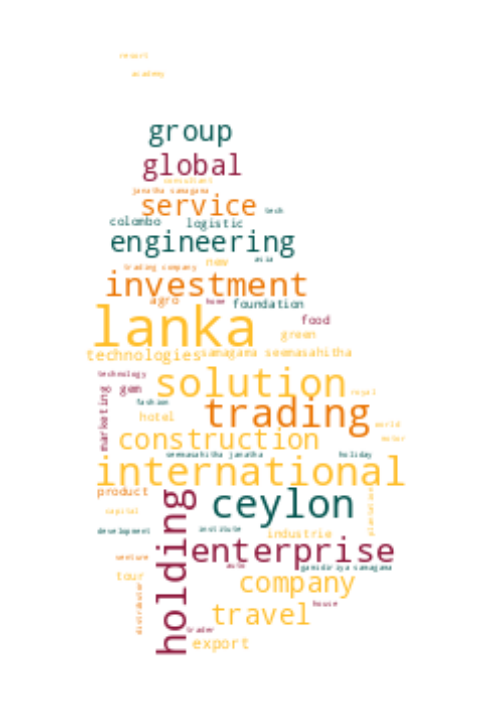 resort
academy
group
global
consultant
janatha samagama
service
tech
colombo
logistic
engineering
asia
new
trading company
investment
agro
home
foundation
lanka
food
green
technologies
samagama seemasahitha
technology
gem
solution
royal
marketing
fashion
trading
hotel
world
construction
motor
seemasahitha janatha
holiday
international
product
holding
ceylon
plantation
capital
development
institute
industrie
enterprise
venture
auto
gamidiriya samagama
tour
company
distributor
house
travel
trader
export